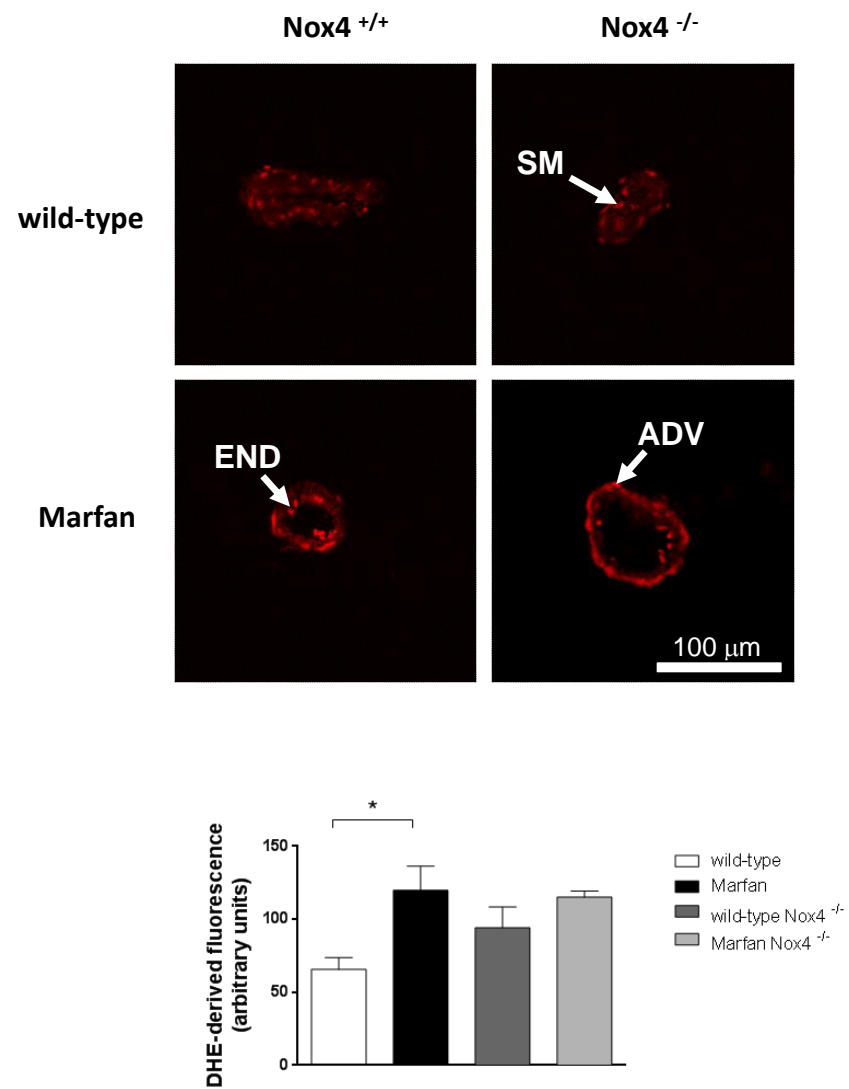 Nox4 +/+
Nox4 -/-
wild-type
SM
Marfan
END
ADV
100 μm
*
DHE-derived fluorescence
(arbitrary units)
150
100
50
0
wild-type
Marfan
wild-type Nox4 -/-
Marfan Nox4 -/-